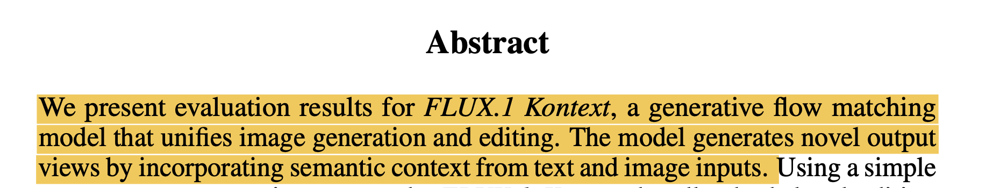 Abstract
We present evaluation results for FLUX.1 Kontext, a generative flow matching
model that unifies image generation and editing. The model generates novel output
views by incorporating semantic context from text and image inputs. Using a simple